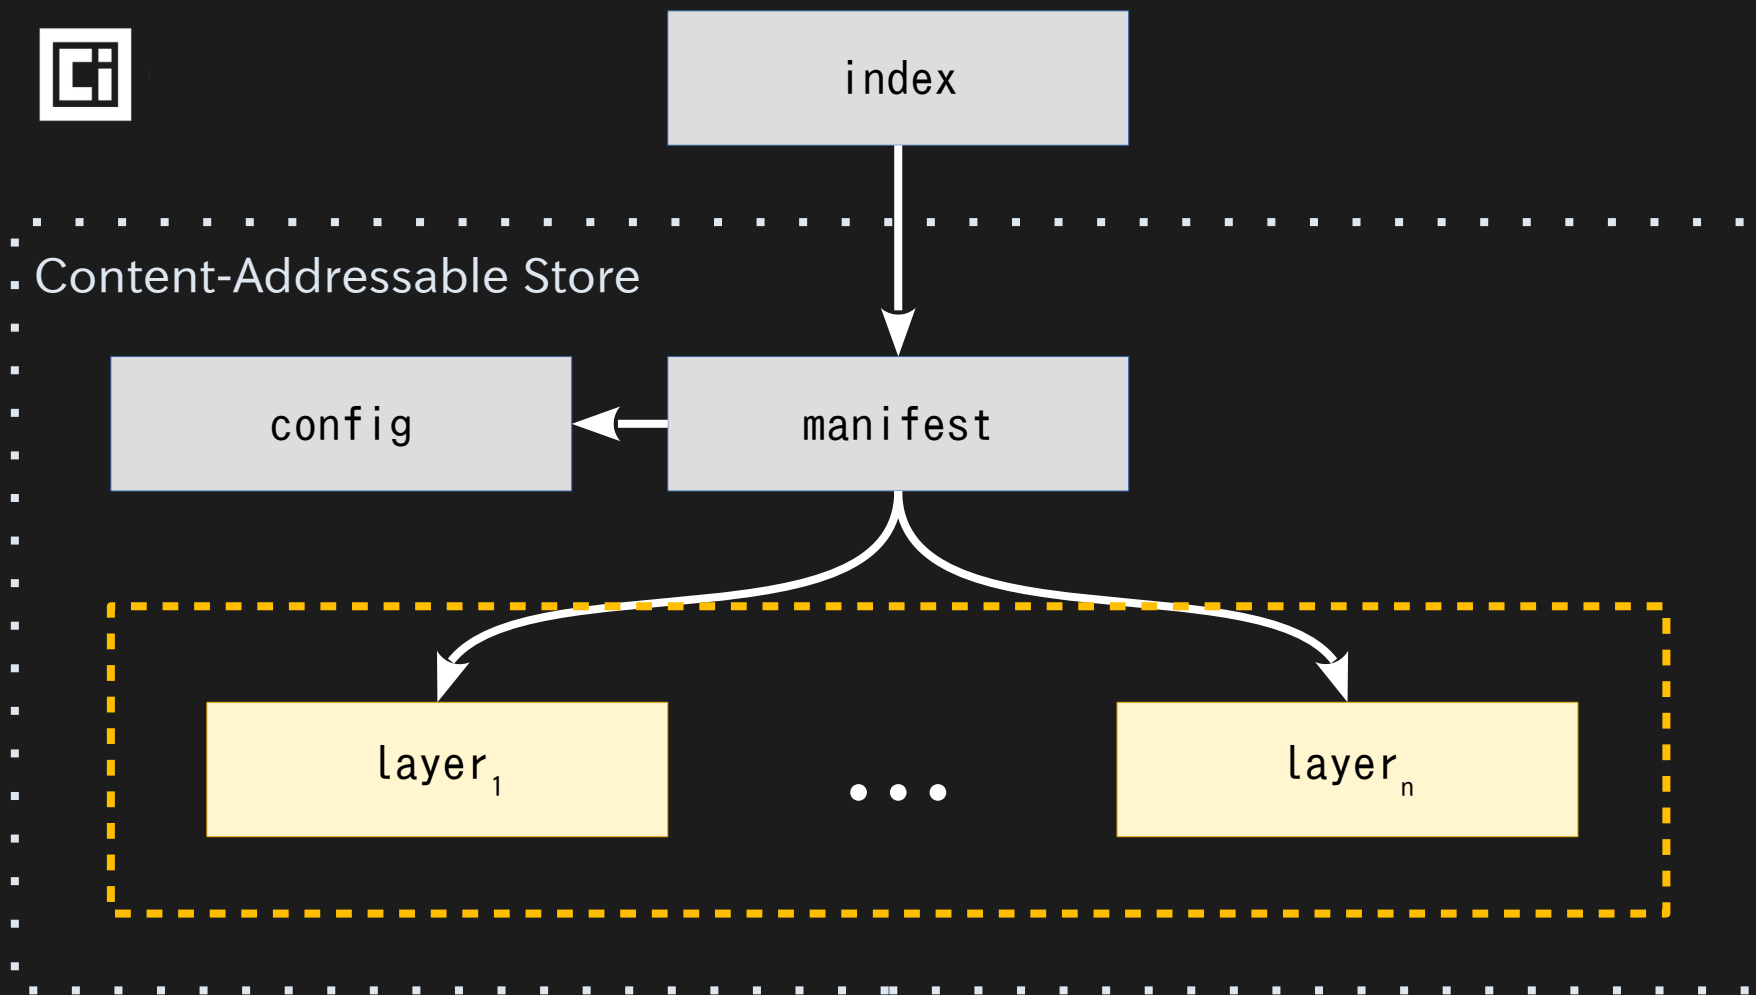 index
Content-Addressable Store
config
manifest
layer1
...
layern